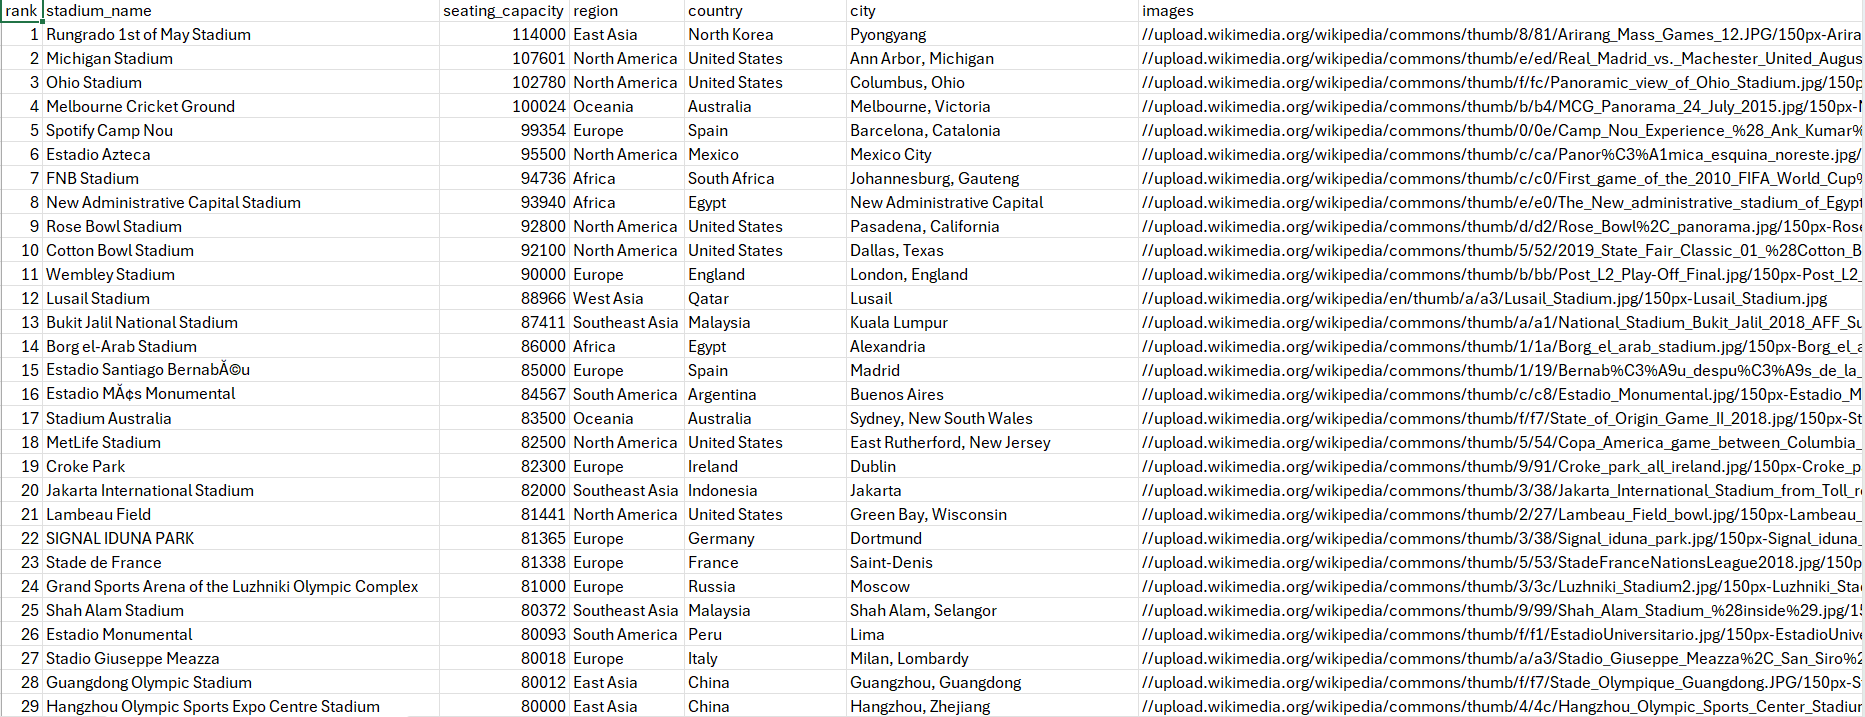 rank stadium_name seating_capacity region country city images
1 Rungrado 1st of May Stadium 114000 East Asia North Korea Pyongyang //upload.wikimedia.org/wikipedia/commons/thumb/8/81/Arirang_Mass_Games_12.JPG/150px-Arira
2 Michigan Stadium 107601 North America United States Ann Arbor, Michigan //upload.wikimedia.org/wikipedia/commons/thumb/e/ed/Real_Madrid_vs._Machester_United_Augus
3 Ohio Stadium 102780 North America United States Columbus, Ohio //upload.wikimedia.org/wikipedia/commons/thumb/f/fc/Panoramic_view_of_Ohio_Stadium.jpg/150p
4 Melbourne Cricket Ground 100024 Oceania Australia Melbourne, Victoria //upload.wikimedia.org/wikipedia/commons/thumb/b/b4/MCG_Panorama_24_July_2015.jpg/150px-M
5 Spotify Camp Nou 99354 Europe Spain Barcelona, Catalonia //upload.wikimedia.org/wikipedia/commons/thumb/0/0e/Camp_Nou_Experience_%28_Ank_Kumar%
6 Estadio Azteca 95500 North America Mexico Mexico City //upload.wikimedia.org/wikipedia/commons/thumb/c/ca/Panor%C3%A1mica_esquina_noreste.jpg/
7 FNB Stadium 94736 Africa South Africa Johannesburg, Gauteng //upload.wikimedia.org/wikipedia/commons/thumb/c/c0/First_game_of_the_2010_FIFA_World_Cup%
8 New Administrative Capital Stadium 93940 Africa Egypt New Administrative Capital //upload.wikimedia.org/wikipedia/commons/thumb/e/e0/The_New_administrative_stadium_of_Egypt
9 Rose Bowl Stadium 92800 North America United States Pasadena, California //upload.wikimedia.org/wikipedia/commons/thumb/d/d2/Rose_Bowl%2C_panorama.jpg/150px-Rose
10 Cotton Bowl Stadium 92100 North America United States Dallas, Texas //upload.wikimedia.org/wikipedia/commons/thumb/5/52/2019_State_Fair_Classic_01_%28Cotton_B
11 Wembley Stadium 90000 Europe England London, England //upload.wikimedia.org/wikipedia/commons/thumb/b/bb/Post_L2_Play-Off_Final.jpg/150px-Post_L2_
12 Lusail Stadium 88966 West Asia Qatar Lusail //upload.wikimedia.org/wikipedia/en/thumb/a/a3/Lusail_Stadium.jpg/150px-Lusail_Stadium.jpg
13 Bukit Jalil National Stadium 87411 Southeast Asia Malaysia Kuala Lumpur //upload.wikimedia.org/wikipedia/commons/thumb/a/a1/National_Stadium_Bukit_Jalil_2018_AFF_Su
14 Borg el-Arab Stadium 86000 Africa Egypt Alexandria //upload.wikimedia.org/wikipedia/commons/thumb/1/1a/Borg_el_arab_stadium.jpg/150px-Borg_el_a
15 Estadio Santiago BernabĂ©u 85000 Europe Spain Madrid //upload.wikimedia.org/wikipedia/commons/thumb/1/19/Bernab%C3%A9u_despu%C3%A9s_de_la_
16 Estadio MĂ¢s Monumental 84567 South America Argentina Buenos Aires //upload.wikimedia.org/wikipedia/commons/thumb/c/c8/Estadio_Monumental.jpg/150px-Estadio_M
17 Stadium Australia 83500 Oceania Australia Sydney, New South Wales //upload.wikimedia.org/wikipedia/commons/thumb/f/f7/State_of_Origin_Game_II_2018.jpg/150px-St
18 MetLife Stadium 82500 North America United States East Rutherford, New Jersey //upload.wikimedia.org/wikipedia/commons/thumb/5/54/Copa_America_game_between_Columbia_
19 Croke Park 82300 Europe Ireland Dublin //upload.wikimedia.org/wikipedia/commons/thumb/9/91/Croke_park_all_ireland.jpg/150px-Croke_p
20 Jakarta International Stadium 82000 Southeast Asia Indonesia Jakarta //upload.wikimedia.org/wikipedia/commons/thumb/3/38/Jakarta_International_Stadium_from_Toll_r
21 Lambeau Field 81441 North America United States Green Bay, Wisconsin //upload.wikimedia.org/wikipedia/commons/thumb/2/27/Lambeau_Field_bowl.jpg/150px-Lambeau_
22 SIGNAL IDUNA PARK 81365 Europe Germany Dortmund //upload.wikimedia.org/wikipedia/commons/thumb/3/38/Signal_iduna_park.jpg/150px-Signal_iduna_
23 Stade de France 81338 Europe France Saint-Denis //upload.wikimedia.org/wikipedia/commons/thumb/5/53/StadeFranceNationsLeague2018.jpg/150p
24 Grand Sports Arena of the Luzhniki Olympic Complex 81000 Europe Russia Moscow //upload.wikimedia.org/wikipedia/commons/thumb/3/3c/Luzhniki_Stadium2.jpg/150px-Luzhniki_Stad
25 Shah Alam Stadium 80372 Southeast Asia Malaysia Shah Alam, Selangor //upload.wikimedia.org/wikipedia/commons/thumb/9/99/Shah_Alam_Stadium_%28inside%29.jpg/15
26 Estadio Monumental 80093 South America Peru Lima //upload.wikimedia.org/wikipedia/commons/thumb/f/f1/EstadioUniversitario.jpg/150px-EstadioUnive
27 Stadio Giuseppe Meazza 80018 Europe Italy Milan, Lombardy //upload.wikimedia.org/wikipedia/commons/thumb/a/a3/Stadio_Giuseppe_Meazza%2C_San_Siro%2
28 Guangdong Olympic Stadium 80012 East Asia China Guangzhou, Guangdong //upload.wikimedia.org/wikipedia/commons/thumb/f/f7/Stade_Olympique_Guangdong.JPG/150px-S
29 Hangzhou Olympic Sports Expo Centre Stadium 80000 East Asia China Hangzhou, Zhejiang //upload.wikimedia.org/wikipedia/commons/thumb/4/4c/Hangzhou_Olympic_Sports_Center_Stadiur